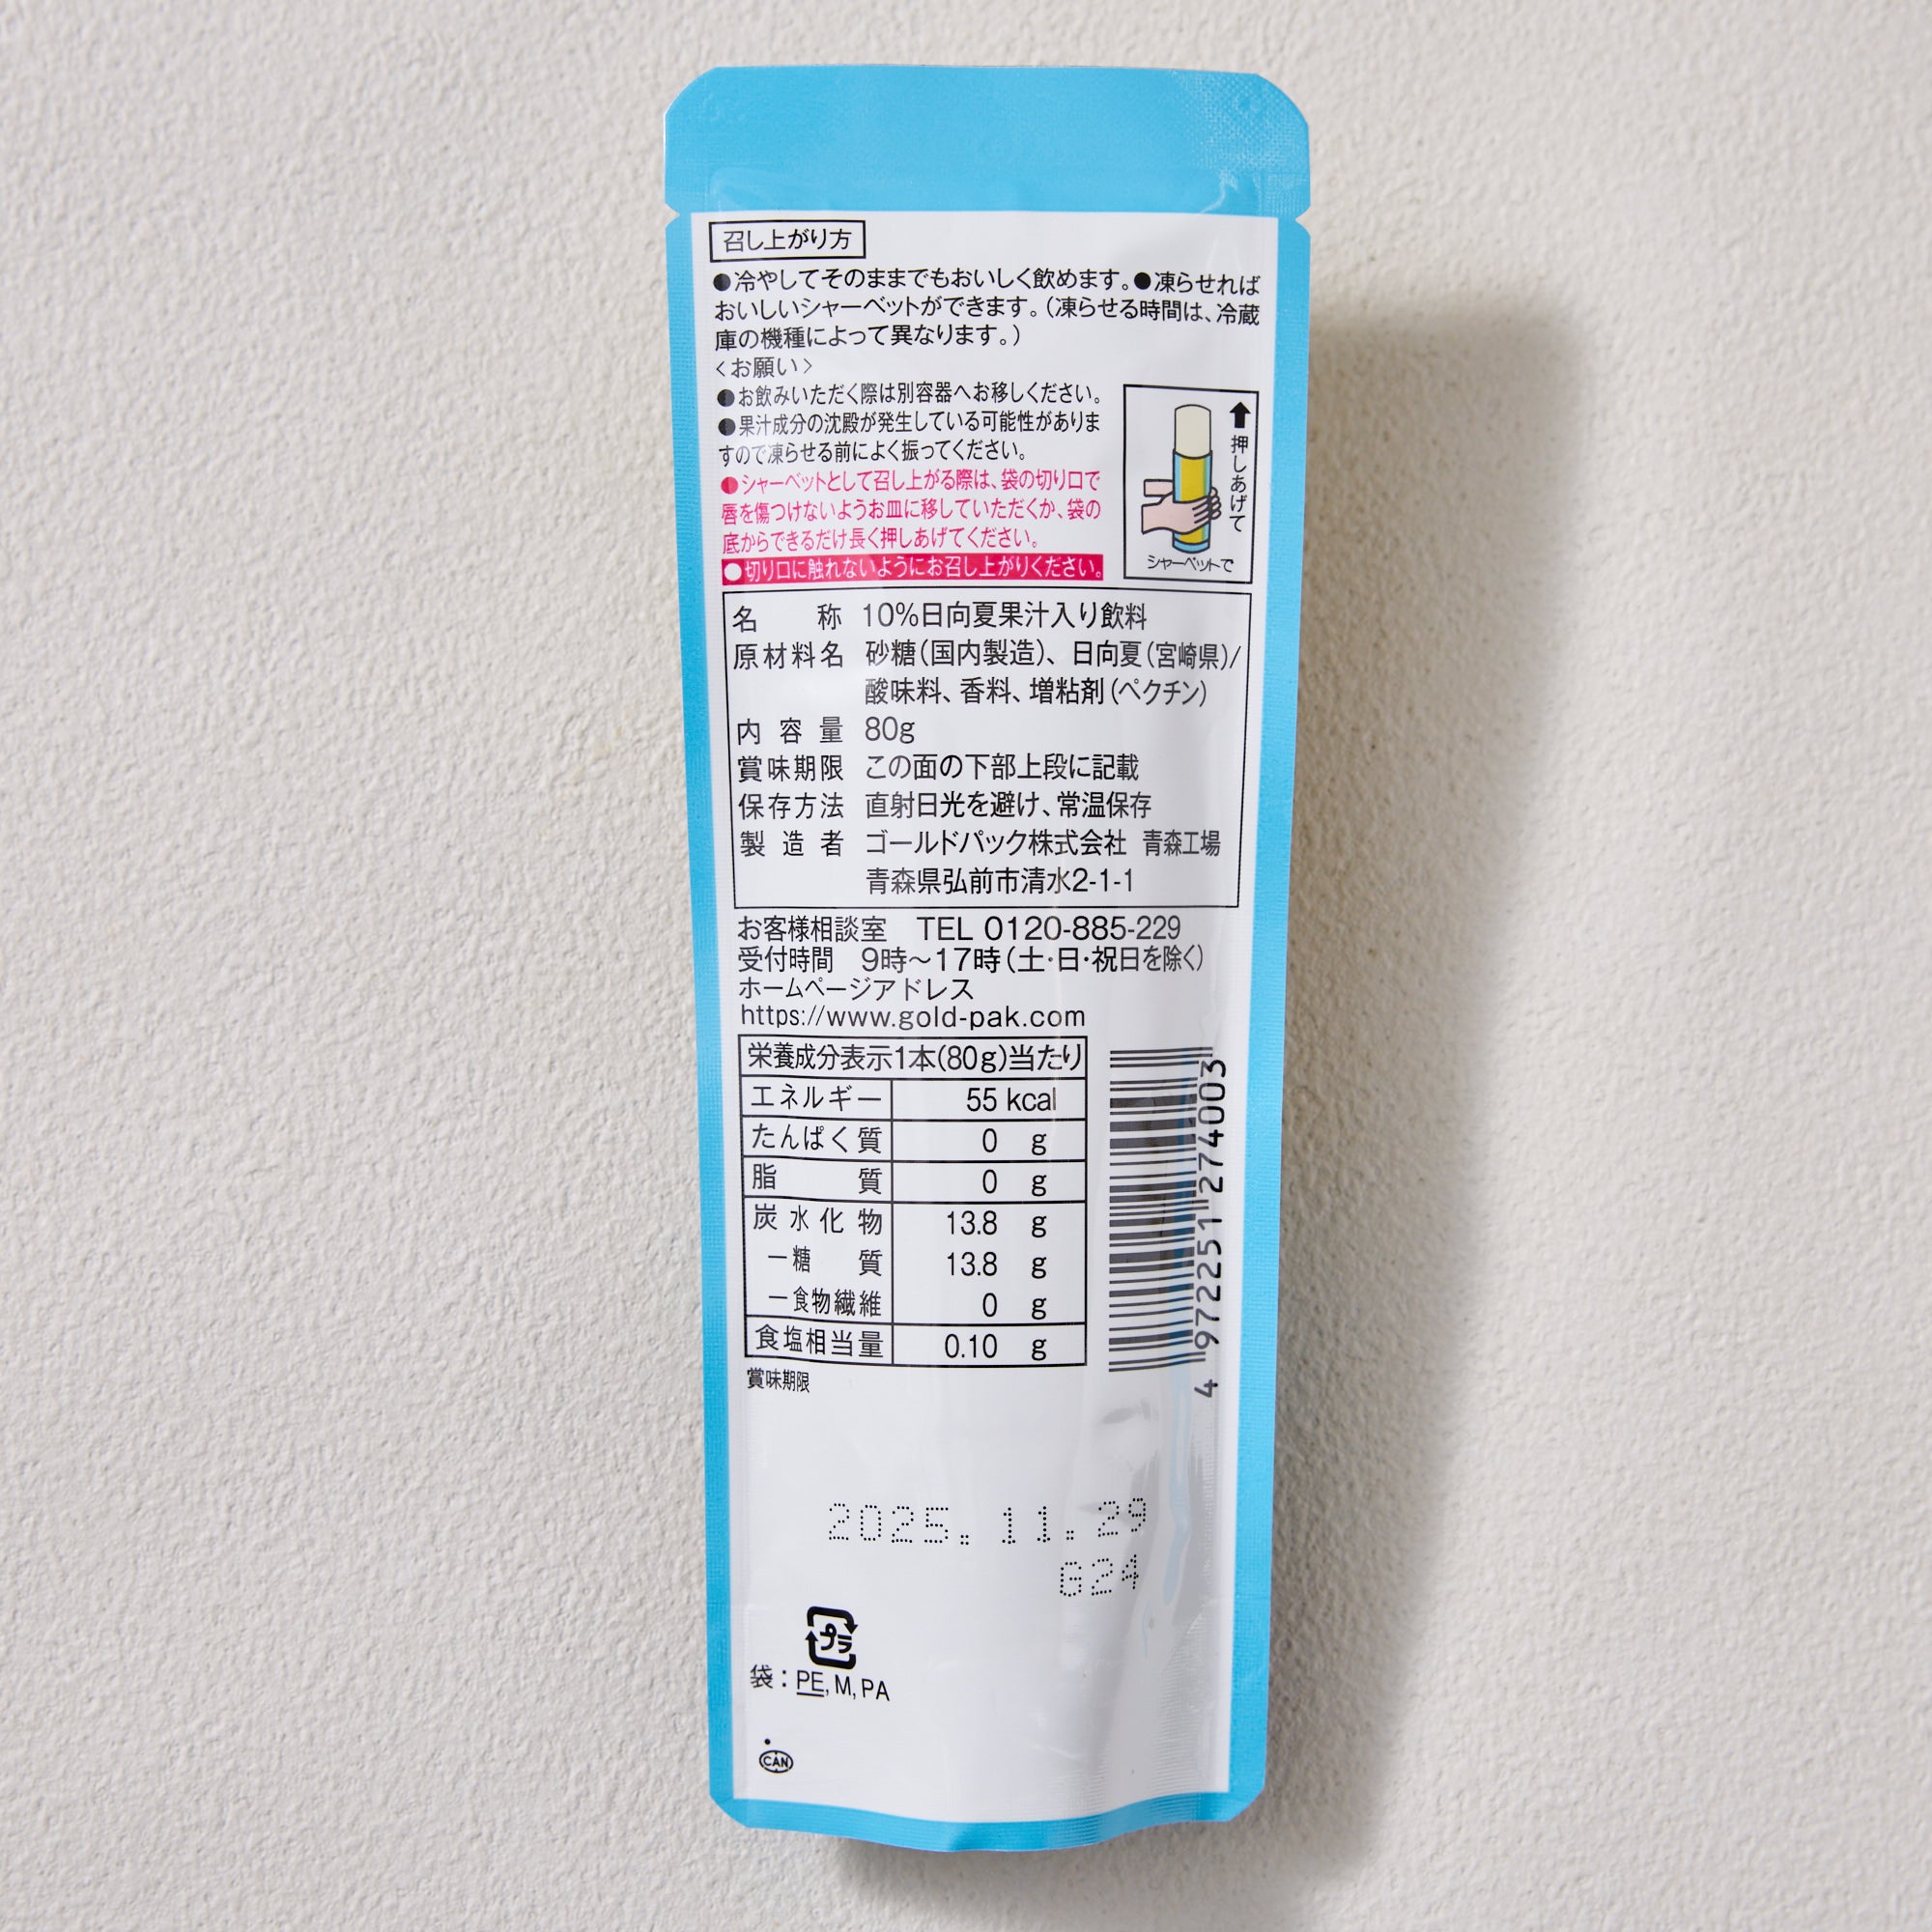 召し上がり方
●冷やしてそのままでもおいしく飲めます。●凍らせれば
おいしいシャーベットができます。(凍らせる時間は、冷蔵
庫の機種によって異なります。)
<お願い>
●お飲みいただく際は別容器へお移しください。
●果汁成分の沈殿が発生している可能性がありま
すので凍らせる前によく振ってください。
●シャーベットとして召し上がる際は、袋の切り口で
唇を傷つけないようお皿に移していただくか、袋の
底からできるだけ長く押しあげてください。
●切り口に触れないようにお召し上がりください。
押しあげて
シャーベットで
名称 10%日向夏果汁入り飲料
原材料名 砂糖(国内製造)、日向夏(宮崎県)/
酸味料、香料、増粘剤(ペクチン)
内容量 80g
賞味期限 この面の下部上段に記載
保存方法 直射日光を避け、常温保存
製造者 ゴールドパック株式会社 青森工場
青森県弘前市清水2-1-1
お客様相談室 TEL 0120-885-229
受付時間 9時～17時(土・日・祝日を除く)
ホームページアドレス
https://www.gold-pak.com
栄養成分表示1本(80g)当たり
エネルギー 55 kcal
たんぱく質 0 g
脂質 0 g
炭水化物 13.8 g
－糖質 13.8 g
－食物繊維 0 g
食塩相当量 0.10 g
4 972251 274003
賞味期限
2025.11.29
G24
プラ
袋：PE, M, PA
CAN